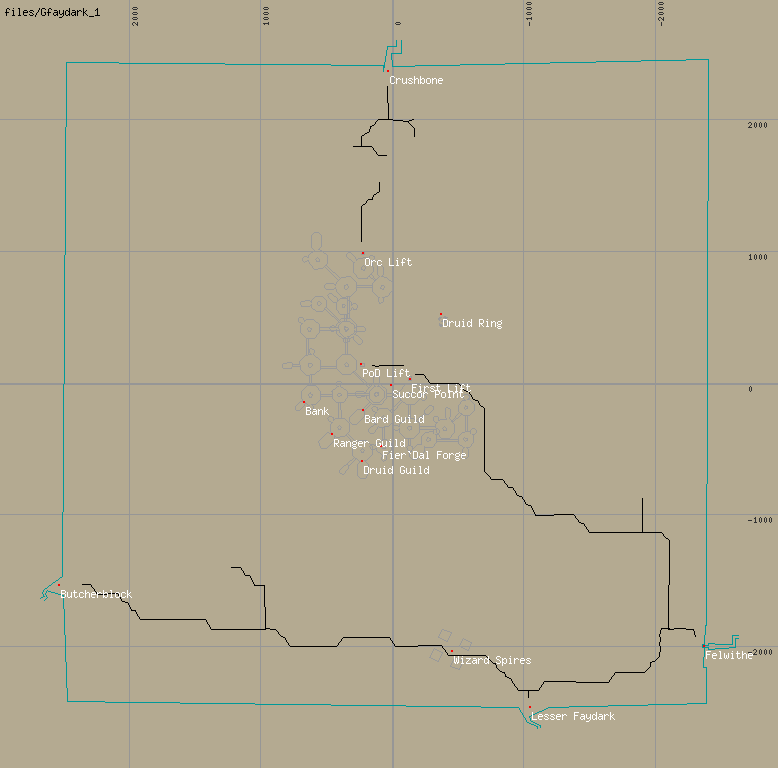 files/Gfaydark_1
2000
1000
0
-1000
-2000
Crushbone
2000
1000
Orc Lift
Druid Ring
PoD Lift
0
First Lift
Succor Point
Bank
Bard Guild
Ranger Guild
Fier`Dal Forge
Druid Guild
-1000
Butcherblock
-2000
Felwithe
Wizard Spires
Lesser Faydark